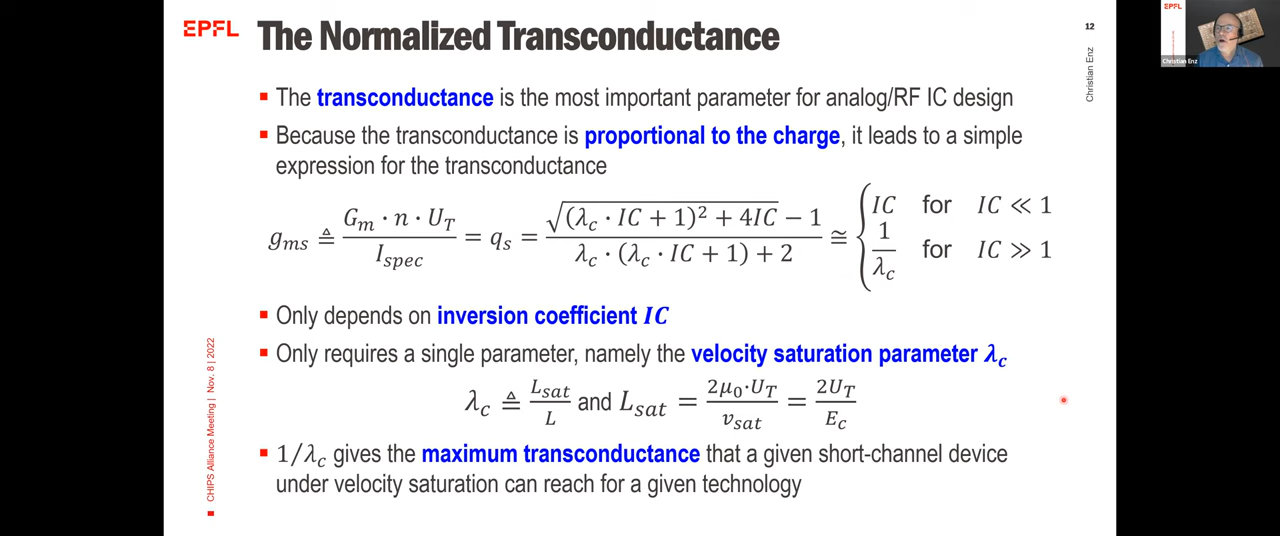 EPFL
The Normalized Transconductance
12
Christian Enz
▪ The transconductance is the most important parameter for analog/RF IC design
▪ Because the transconductance is proportional to the charge, it leads to a simple
expression for the transconductance
g_ms ≜ (G_m · n · U_T)/(I_spec) = q_s = (√((λ_c · IC + 1)² + 4IC) − 1)/(λ_c · (λ_c · IC + 1) + 2) ≅ { IC for IC ≪ 1
1/λ_c for IC ≫ 1
▪ Only depends on inversion coefficient IC
▪ Only requires a single parameter, namely the velocity saturation parameter λ_c
λ_c ≜ L_sat/L and L_sat = (2μ_0·U_T)/(v_sat) = (2U_T)/(E_c)
▪ 1/λ_c gives the maximum transconductance that a given short-channel device
under velocity saturation can reach for a given technology
▪ CHIPS Alliance Meeting | Nov. 8 | 2022
EPFL
Christian Enz